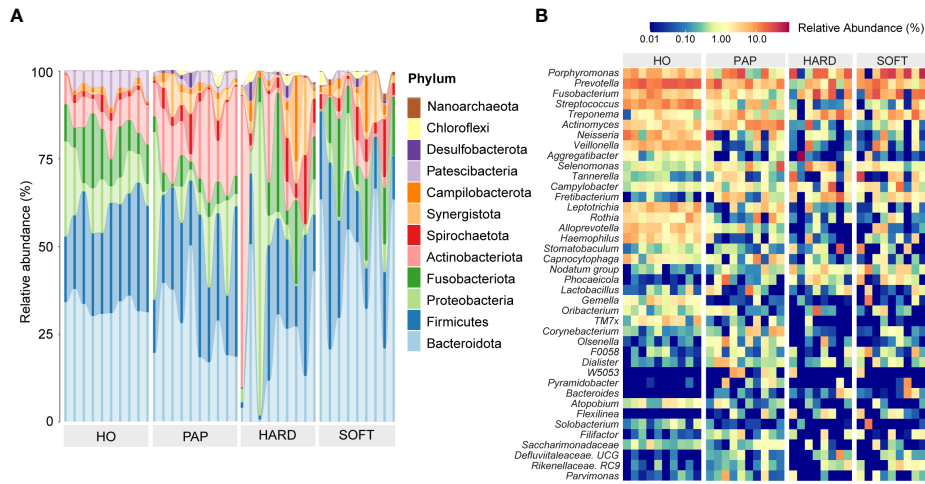 A
Relative abundance (%)
100
75
50
25
0
HO
PAP
HARD
SOFT
Phylum
Nanoarchaeota
Chloroflexi
Desulfobacterota
Patescibacteria
Campilobacterota
Synergistota
Spirochaetota
Actinobacteriota
Fusobacteriota
Proteobacteria
Firmicutes
Bacteroidota
B
Relative Abundance (%)
0.01 0.10 1.00 10.0
HO PAP HARD SOFT
Porphyromonas
Prevotella
Fusobacterium
Streptococcus
Treponema
Actinomyces
Neisseria
Veillonella
Aggregatibacter
Selenomonas
Tannerella
Campylobacter
Fretibacterium
Leptotrichia
Rothia
Alloprevotella
Haemophilus
Stomatobaculum
Capnocytophaga
Nodatum group
Phocaeicola
Lactobacillus
Gemella
Oribacterium
TM7x
Corynebacterium
Olsenella
F0058
Dialister
W5053
Pyramidobacter
Bacteroides
Atopobium
Flexilinea
Solobacterium
Filifactor
Saccharimonadaceae
Defluviitaleaceae. UCG
Rikenellaceae. RC9
Parvimonas